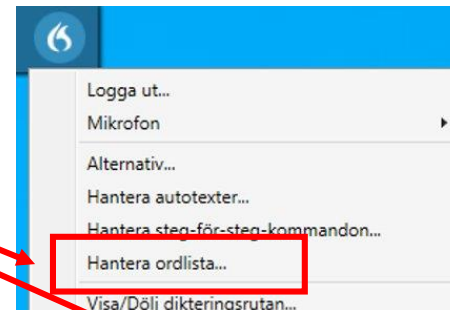 Logga ut...
Mikrofon
Alternativ...
Hantera autotexter...
Hantera steg-för-steg-kommandon...
Hantera ordlista...
Visa/Dölj dikteringsrutan...